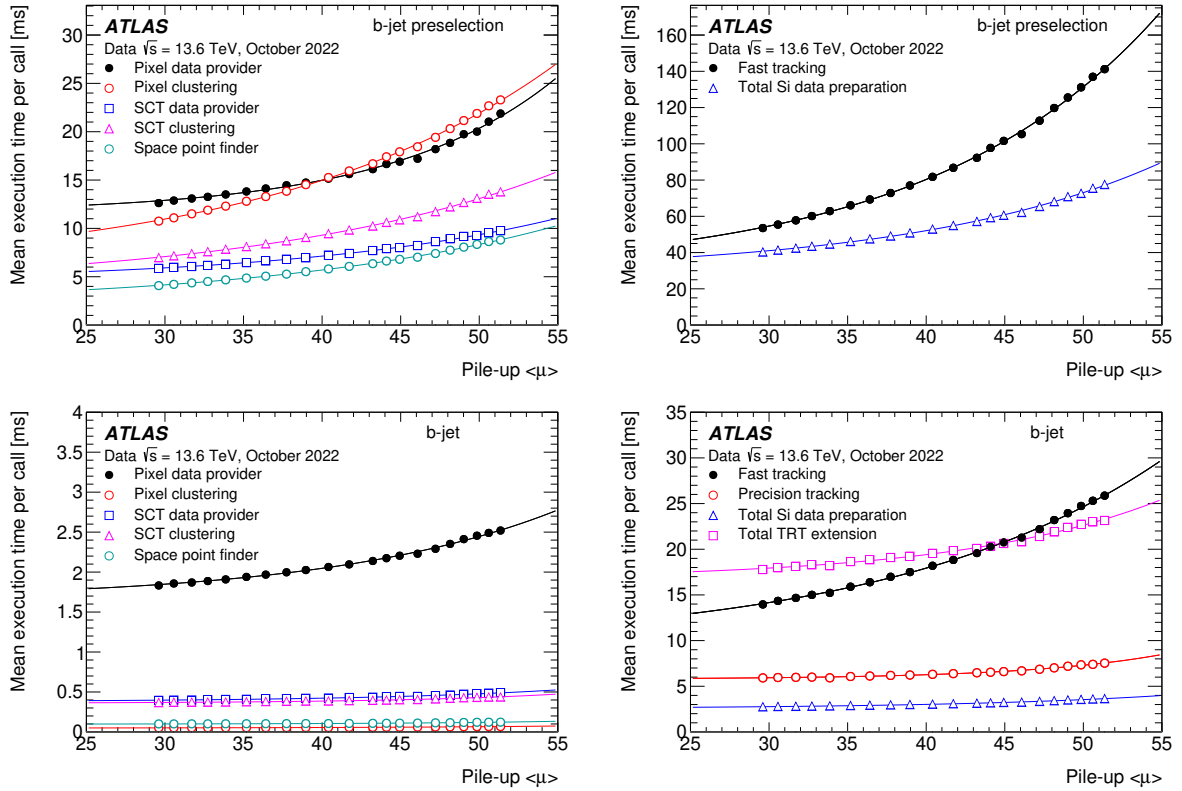 ATLAS
b-jet preselection
Data √s = 13.6 TeV, October 2022
Pixel data provider
Pixel clustering
SCT data provider
SCT clustering
Space point finder
Mean execution time per call [ms]
30
25
20
15
10
5
0
25 30 35 40 45 50 55
Pile-up <μ>
ATLAS
b-jet preselection
Data √s = 13.6 TeV, October 2022
Fast tracking
Total Si data preparation
Mean execution time per call [ms]
160
140
120
100
80
60
40
20
0
25 30 35 40 45 50 55
Pile-up <μ>
ATLAS
b-jet
Data √s = 13.6 TeV, October 2022
Pixel data provider
Pixel clustering
SCT data provider
SCT clustering
Space point finder
Mean execution time per call [ms]
4
3.5
3
2.5
2
1.5
1
0.5
0
25 30 35 40 45 50 55
Pile-up <μ>
ATLAS
b-jet
Data √s = 13.6 TeV, October 2022
Fast tracking
Precision tracking
Total Si data preparation
Total TRT extension
Mean execution time per call [ms]
35
30
25
20
15
10
5
0
25 30 35 40 45 50 55
Pile-up <μ>